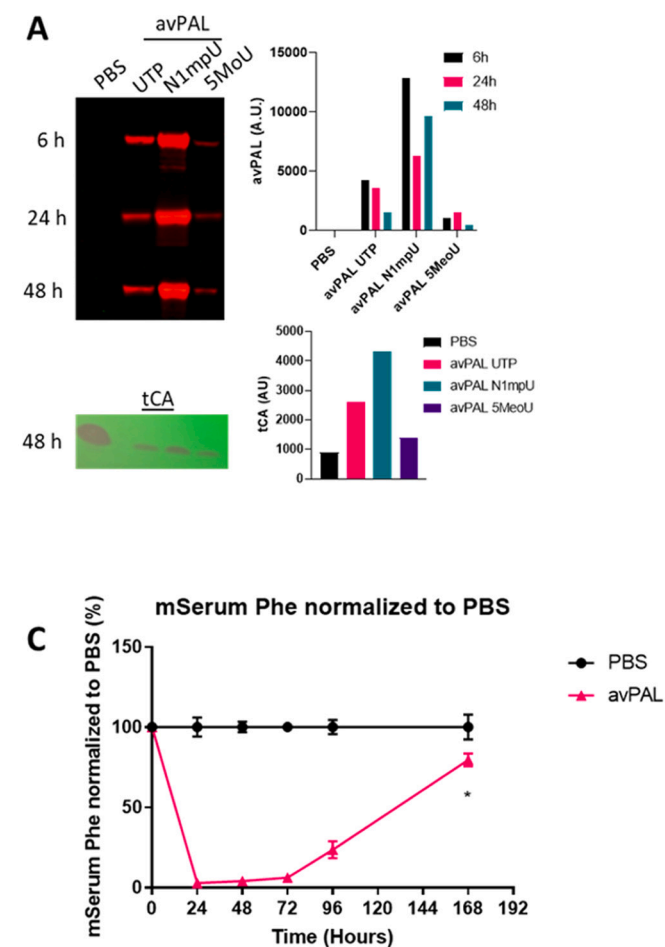 A
avPAL
PBS
UTP
N1mpU
5MoU
6 h
24 h
48 h
15000
10000
5000
0
avPAL (A.U.)
6h
24h
48h
PBS
avPAL UTP
avPAL N1mpU
avPAL 5MeoU
tCA
48 h
5000
4000
3000
2000
1000
0
tCA (AU)
PBS
avPAL UTP
avPAL N1mpU
avPAL 5MeoU
C
mSerum Phe normalized to PBS
mSerum Phe normalized to PBS (%)
150
100
50
0
0 24 48 72 96 120 144 168 192
Time (Hours)
*
PBS
avPAL